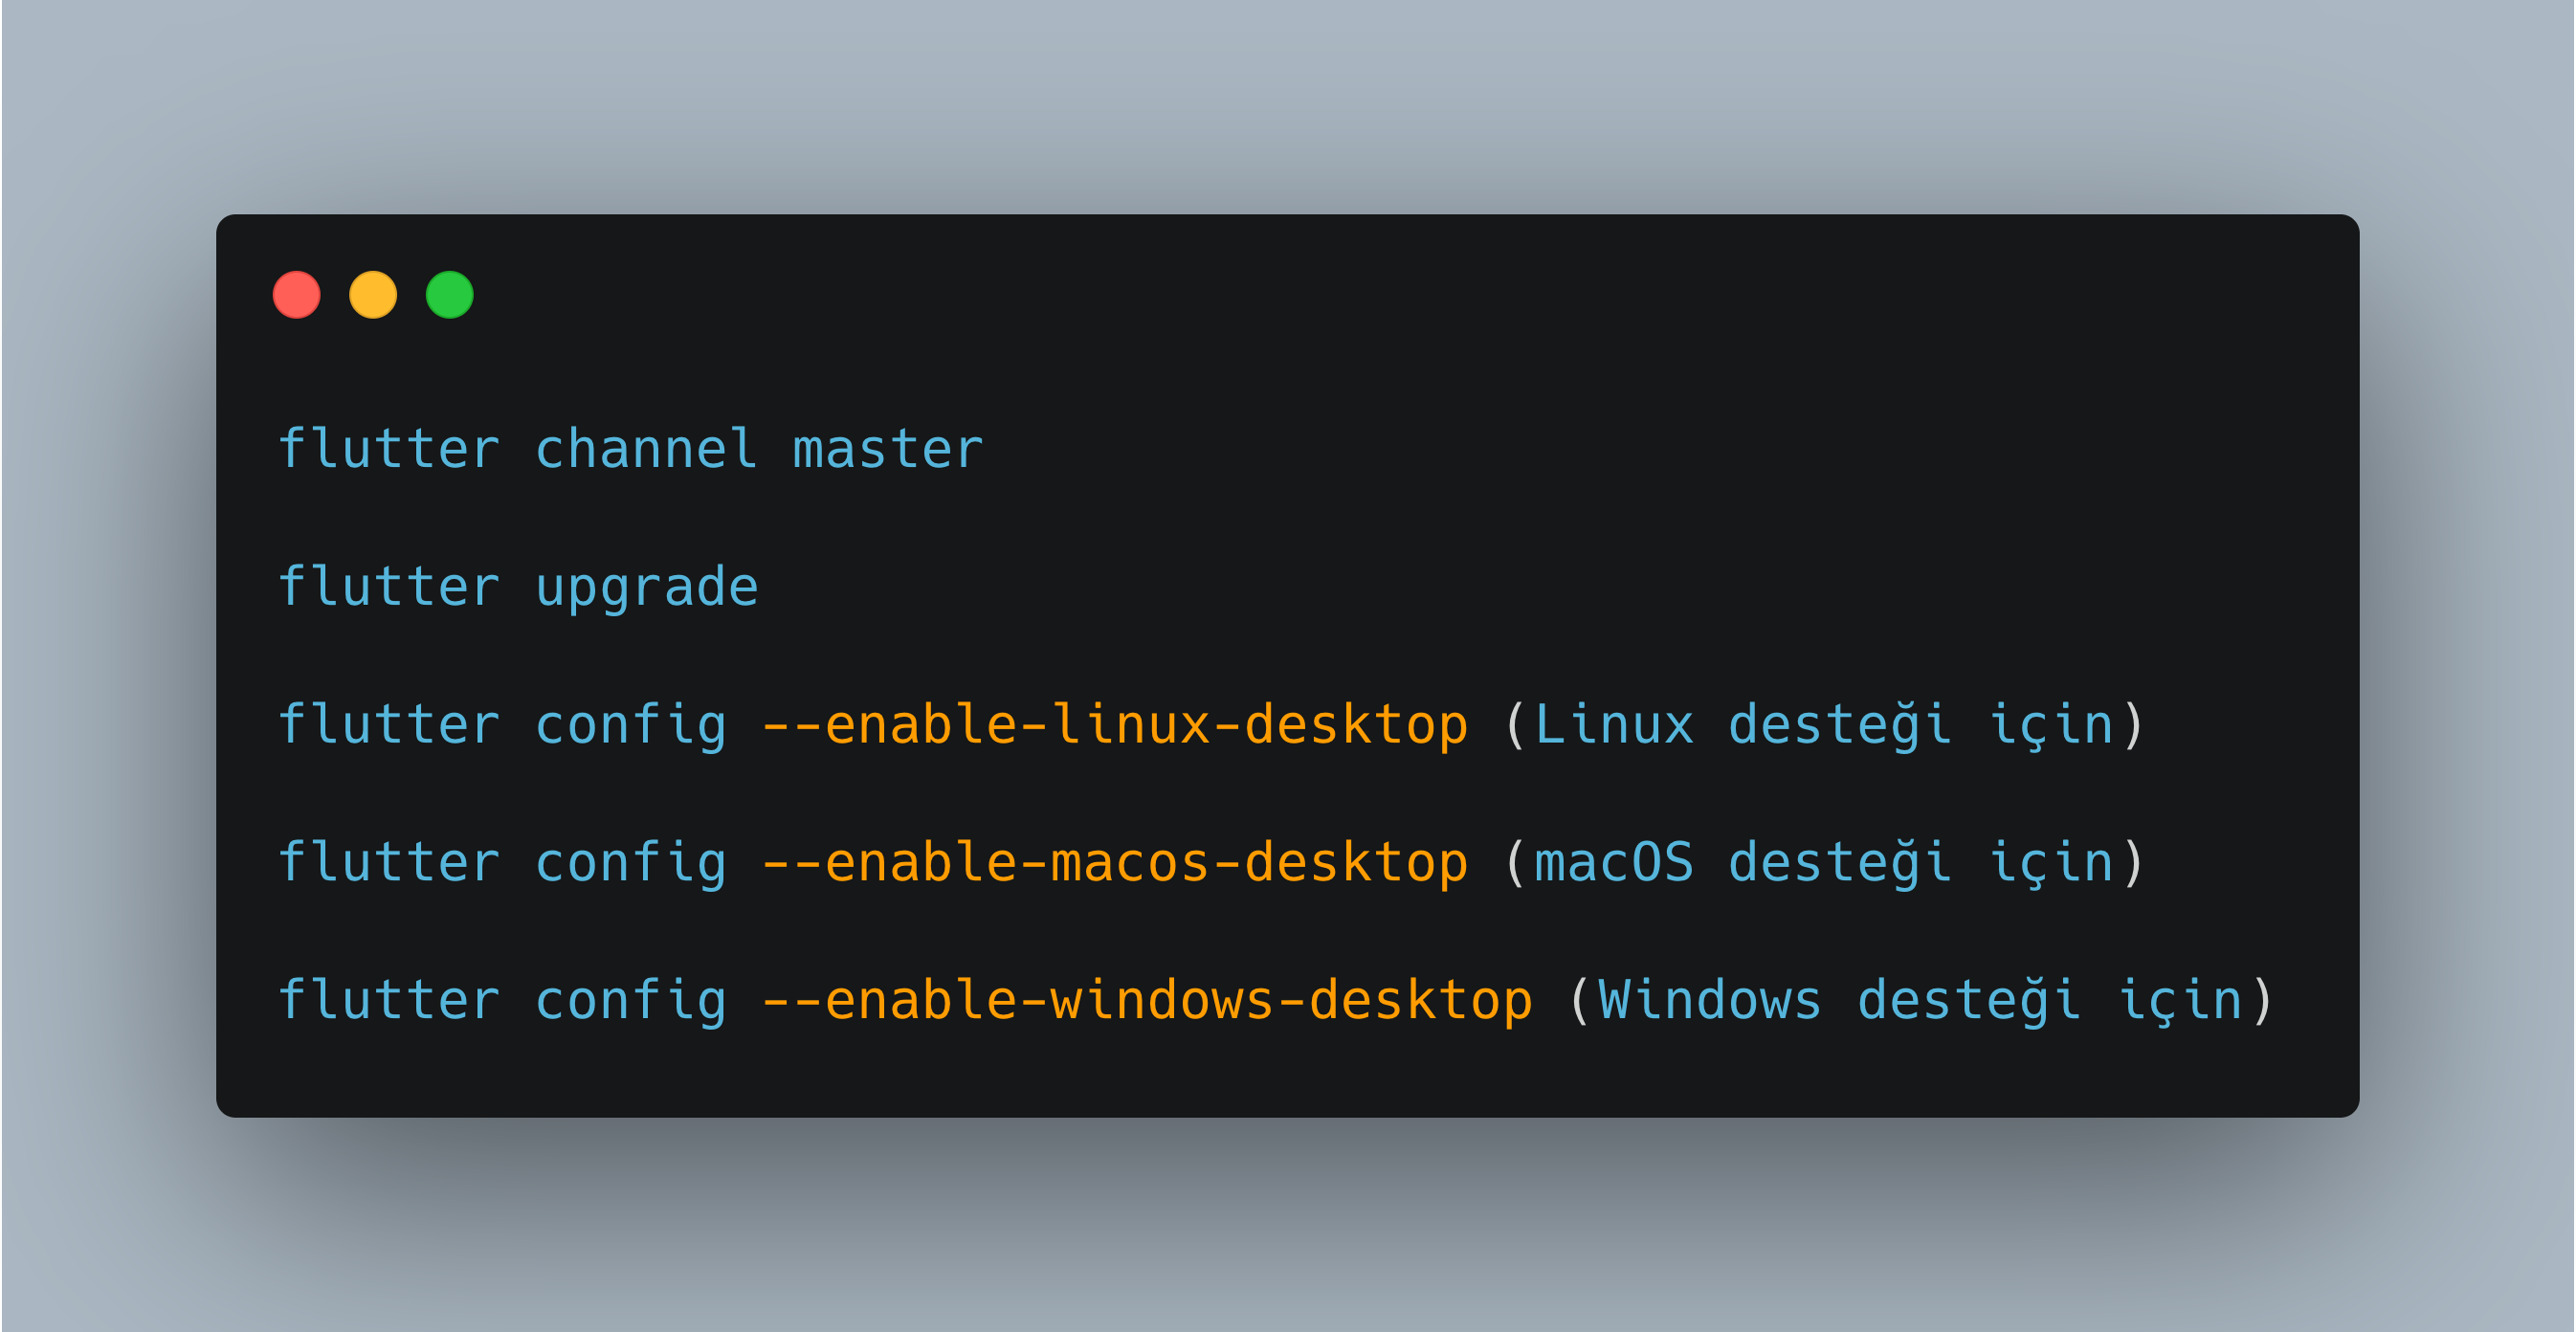 flutter channel master
flutter upgrade
flutter config --enable-linux-desktop (Linux desteği için)
flutter config --enable-macos-desktop (macOS desteği için)
flutter config --enable-windows-desktop (Windows desteği için)